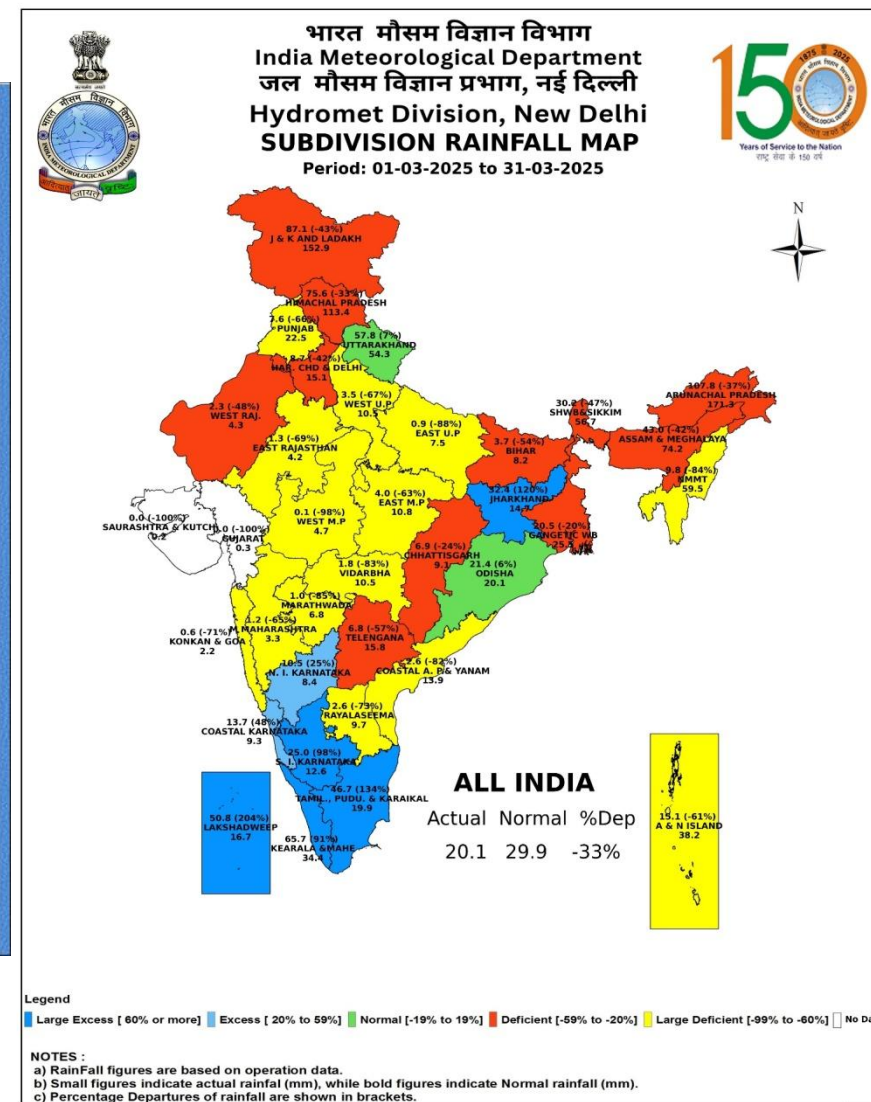 भारत मौसम विज्ञान विभाग
India Meteorological Department
जल मौसम विज्ञान प्रभाग, नई दिल्ली
Hydromet Division, New Delhi
SUBDIVISION RAINFALL MAP
Period: 01-03-2025 to 31-03-2025
भारत मौसम विज्ञान विभाग
INDIA METEOROLOGICAL DEPARTMENT
आदित्यात् जायते वृष्टि
150
1875 2025
Years of Service to the Nation
राष्ट्र सेवा के 150 वर्ष
N
87.1 (-43%)
J & K AND LADAKH
152.9
75.6 (-33%)
HIMACHAL PRADESH
113.4
7.6 (-66%)
PUNJAB
22.5
57.8 (7%)
UTTARAKHAND
54.3
8.7 (-42%)
HAR. CHD & DELHI
15.1
2.3 (-48%)
WEST RAJ.
4.3
3.5 (-67%)
WEST U.P.
10.5
0.9 (-88%)
EAST U.P
7.5
1.3 (-69%)
EAST RAJASTHAN
4.2
3.7 (-54%)
BIHAR
8.2
30.2 (-47%)
SHWB&SIKKIM
56.7
107.8 (-37%)
ARUNACHAL PRADESH
171.3
43.0 (-42%)
ASSAM & MEGHALAYA
74.2
9.8 (-84%)
NMMT
59.5
0.0 (-100%)
SAURASHTRA & KUTCH
0.2
0.0 (-100%)
GUJARAT
0.3
0.1 (-98%)
WEST M.P
4.7
4.0 (-63%)
EAST M.P
10.8
32.4 (120%)
JHARKHAND
14.7
20.5 (-20%)
GANGETIC WB
25.5
6.9 (-24%)
CHHATTISGARH
9.1
21.4 (6%)
ODISHA
20.1
1.8 (-83%)
VIDARBHA
10.5
1.0 (-85%)
MARATHWADA
6.8
1.2 (-65%)
M.MAHARASHTRA
3.3
0.6 (-71%)
KONKAN & GOA
2.2
6.8 (-57%)
TELENGANA
15.8
2.6 (-82%)
COASTAL A. P.& YANAM
13.9
10.5 (25%)
N. I. KARNATAKA
8.4
2.6 (-73%)
RAYALASEEMA
9.7
13.7 (48%)
COASTAL KARNATAKA
9.3
25.0 (98%)
S. I. KARNATAKA
12.6
46.7 (134%)
TAMIL., PUDU. & KARAIKAL
19.9
50.8 (204%)
LAKSHADWEEP
16.7
65.7 (91%)
KEARALA &MAHE
34.4
15.1 (-61%)
A & N ISLAND
38.2
ALL INDIA
Actual Normal %Dep
20.1 29.9 -33%
Legend
Large Excess [ 60% or more] Excess [ 20% to 59%] Normal [-19% to 19%] Deficient [-59% to -20%] Large Deficient [-99% to -60%] No Da
NOTES :
a) RainFall figures are based on operation data.
b) Small figures indicate actual rainfal (mm), while bold figures indicate Normal rainfall (mm).
c) Percentage Departures of rainfall are shown in brackets.